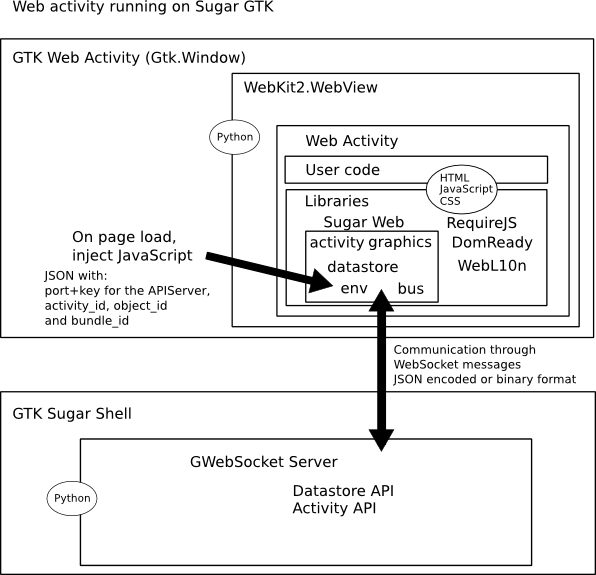 Web activity running on Sugar GTK
GTK Web Activity (Gtk.Window)
WebKit2.WebView
Python
Web Activity
User code
HTML
JavaScript
CSS
Libraries
Sugar Web
RequireJS
activity graphics
DomReady
datastore
WebL10n
env
bus
On page load,
inject JavaScript
JSON with:
port+key for the APIServer,
activity_id, object_id
and bundle_id
Communication through
WebSocket messages
JSON encoded or binary format
GTK Sugar Shell
GWebSocket Server
Python
Datastore API
Activity API